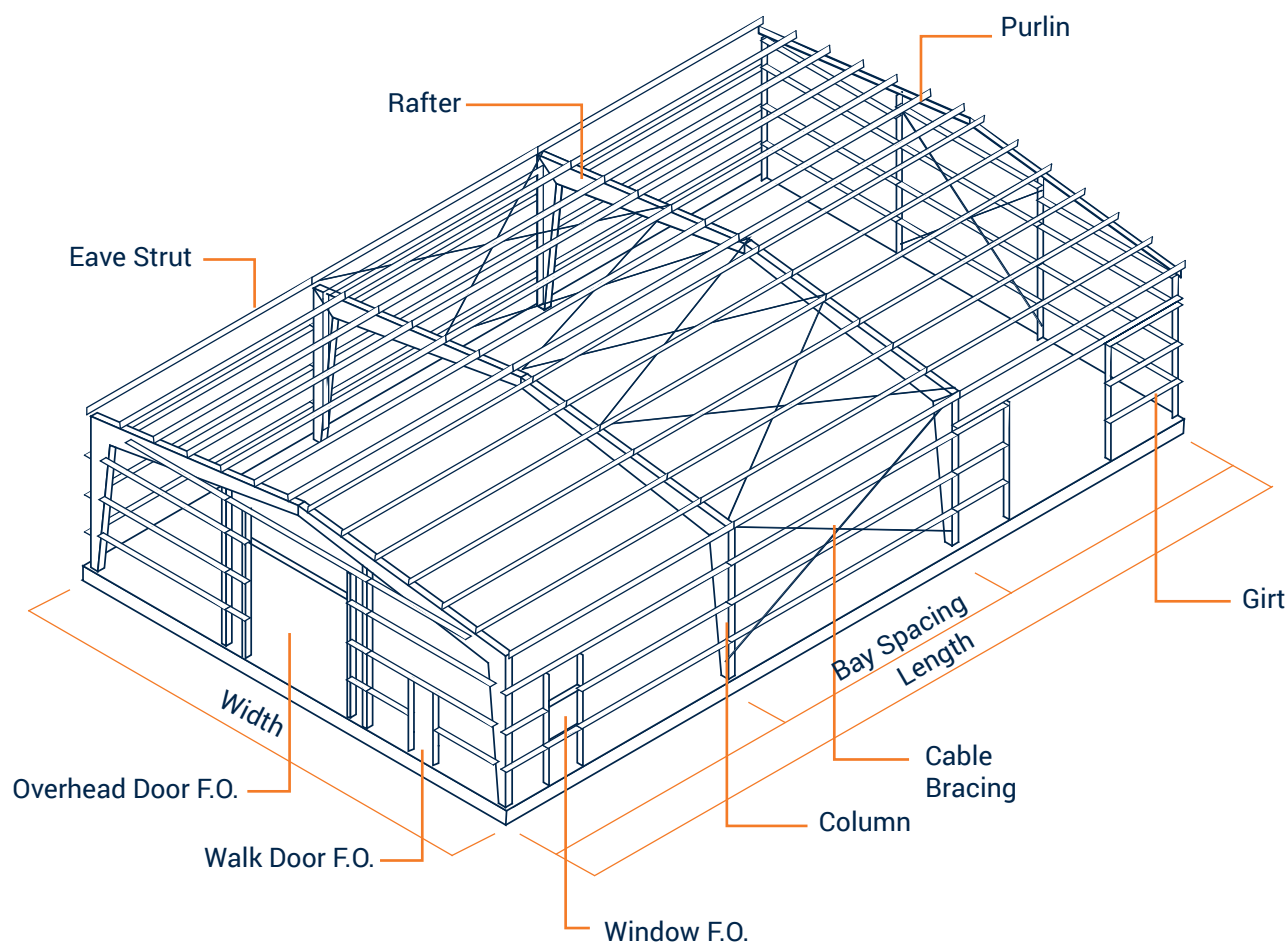 Purlin
Rafter
Eave Strut
Girt
Bay Spacing
Length
Width
Cable
Bracing
Overhead Door F.O.
Column
Walk Door F.O.
Window F.O.